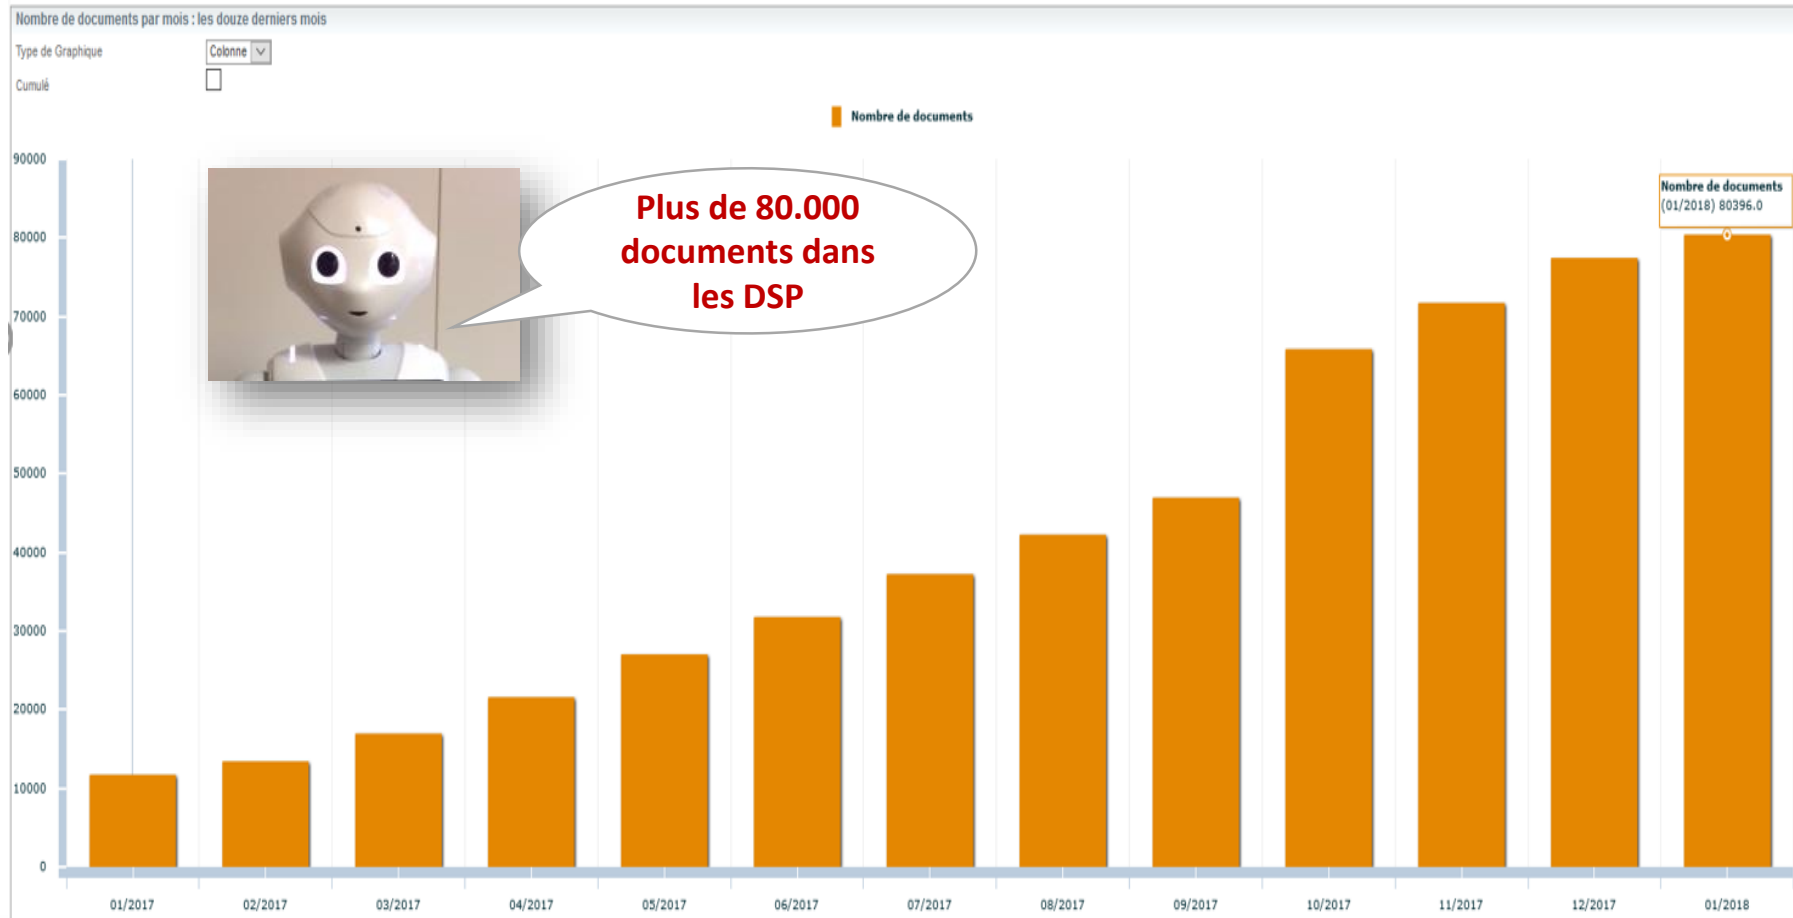 Nombre de documents par mois : les douze derniers mois
Type de Graphique
Colonne
Cumulé
Nombre de documents
90000
80000
70000
60000
50000
40000
30000
20000
10000
0
Plus de 80.000
documents dans
les DSP
Nombre de documents
(01/2018) 80396.0
01/2017
02/2017
03/2017
04/2017
05/2017
06/2017
07/2017
08/2017
09/2017
10/2017
11/2017
12/2017
01/2018